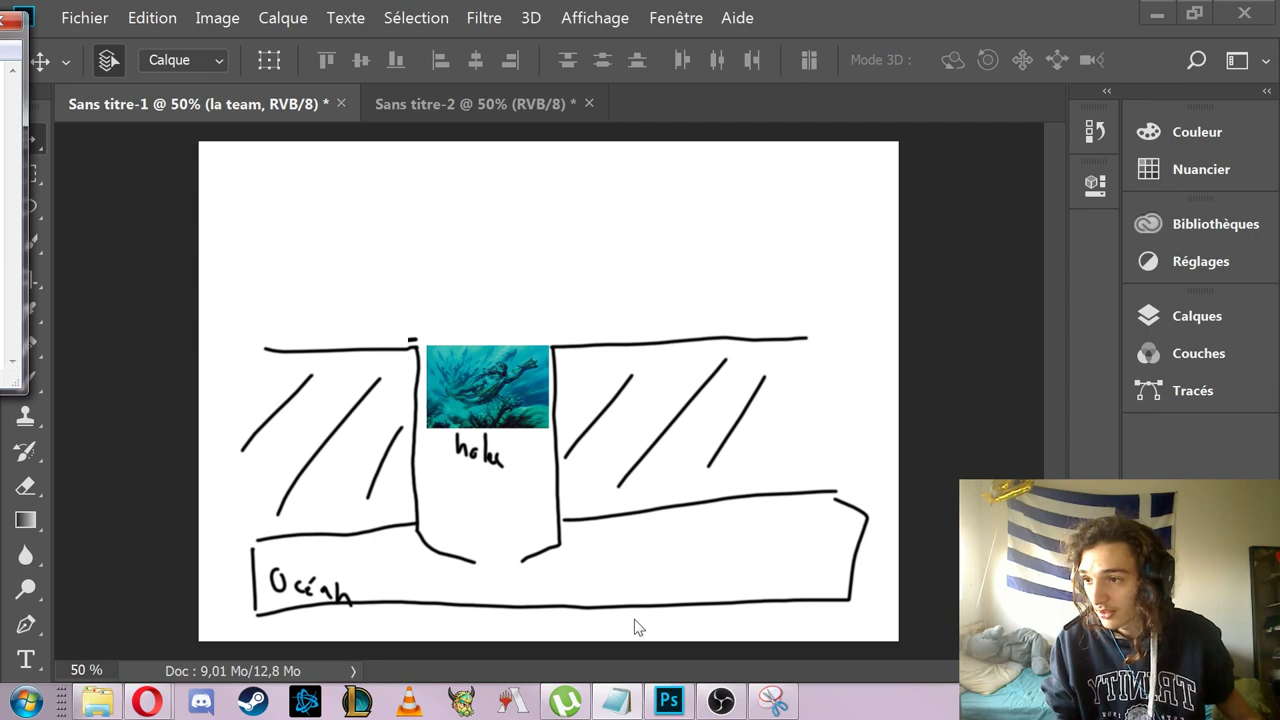 Fichier Edition Image Calque Texte Sélection Filtre 3D Affichage Fenêtre Aide
Calque Mode 3D :
Sans titre-1 @ 50% (la team, RVB/8) * Sans titre-2 @ 50% (RVB/8) *
Couleur
Nuancier
Bibliothèques
Réglages
Calques
Couches
Tracés
Océan
50 % Doc : 9,01 Mo/12,8 Mo
Ps